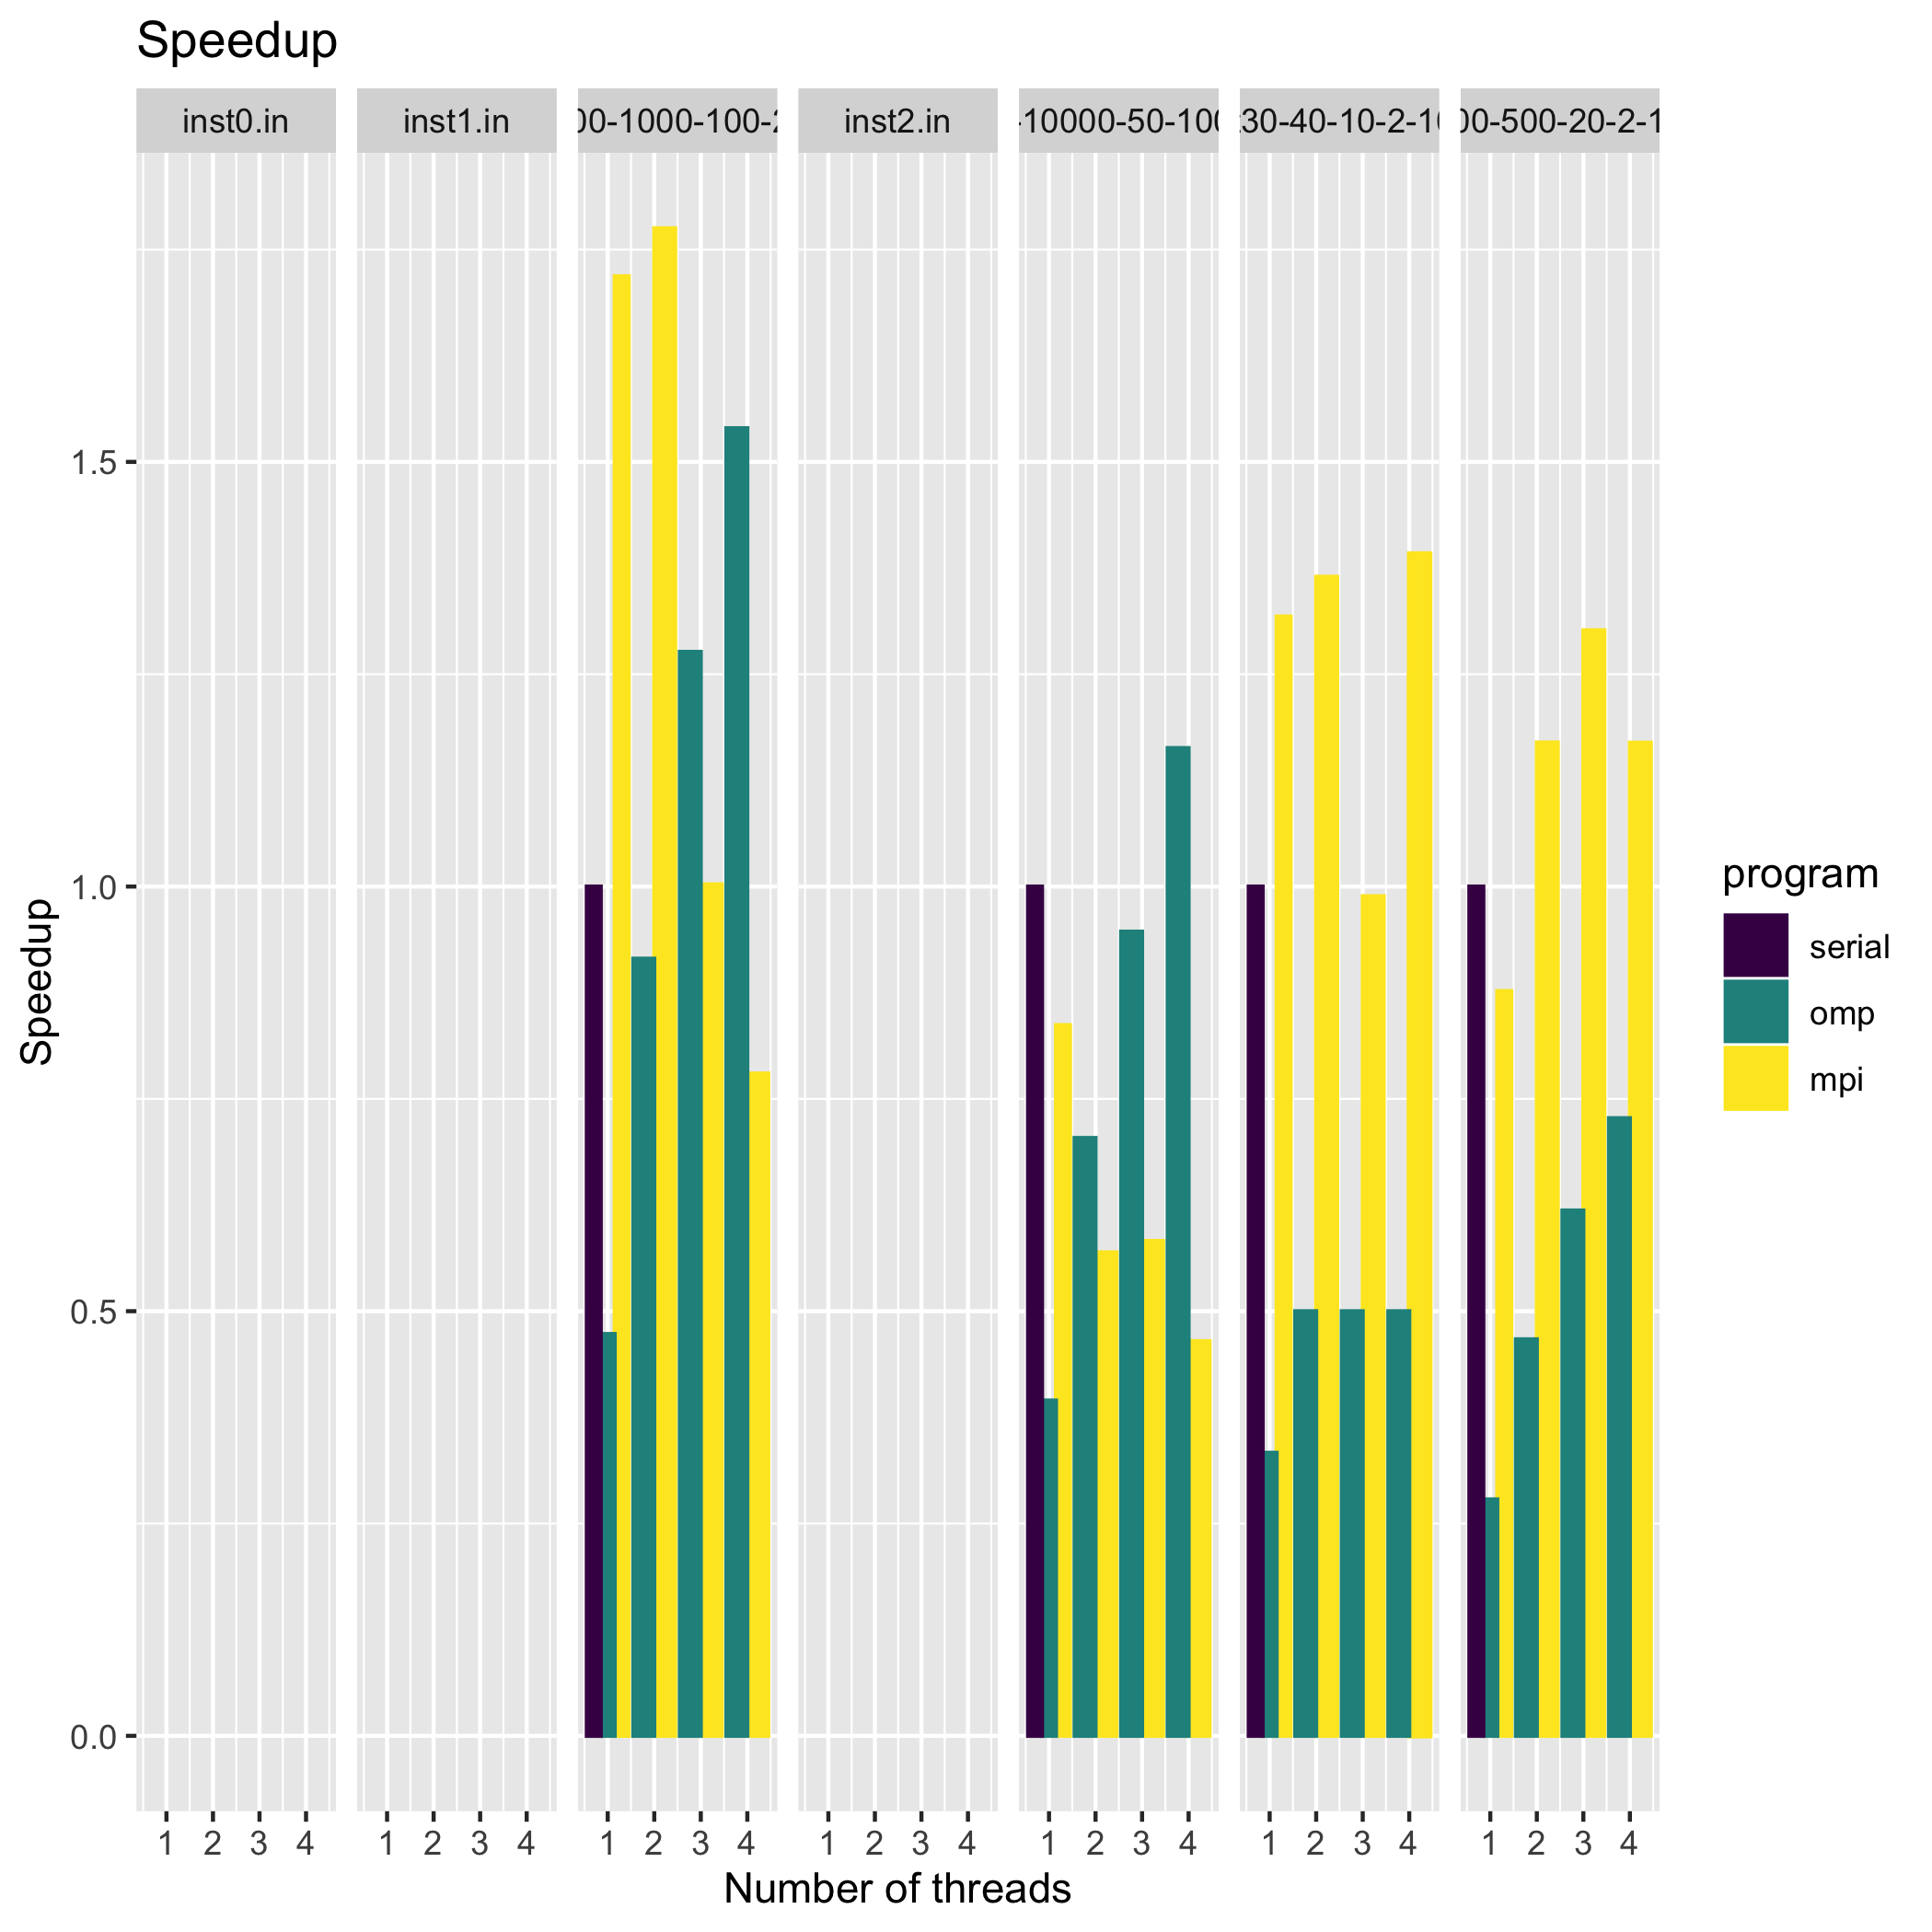 Speedup
inst0.in inst1.in 00-1000-100-2 inst2.in -10000-50-100 30-40-10-2-10 00-500-20-2-1
1.5
1.0
0.5
0.0
Speedup
1 2 3 4 1 2 3 4 1 2 3 4 1 2 3 4 1 2 3 4 1 2 3 4 1 2 3 4
Number of threads
program
serial
omp
mpi